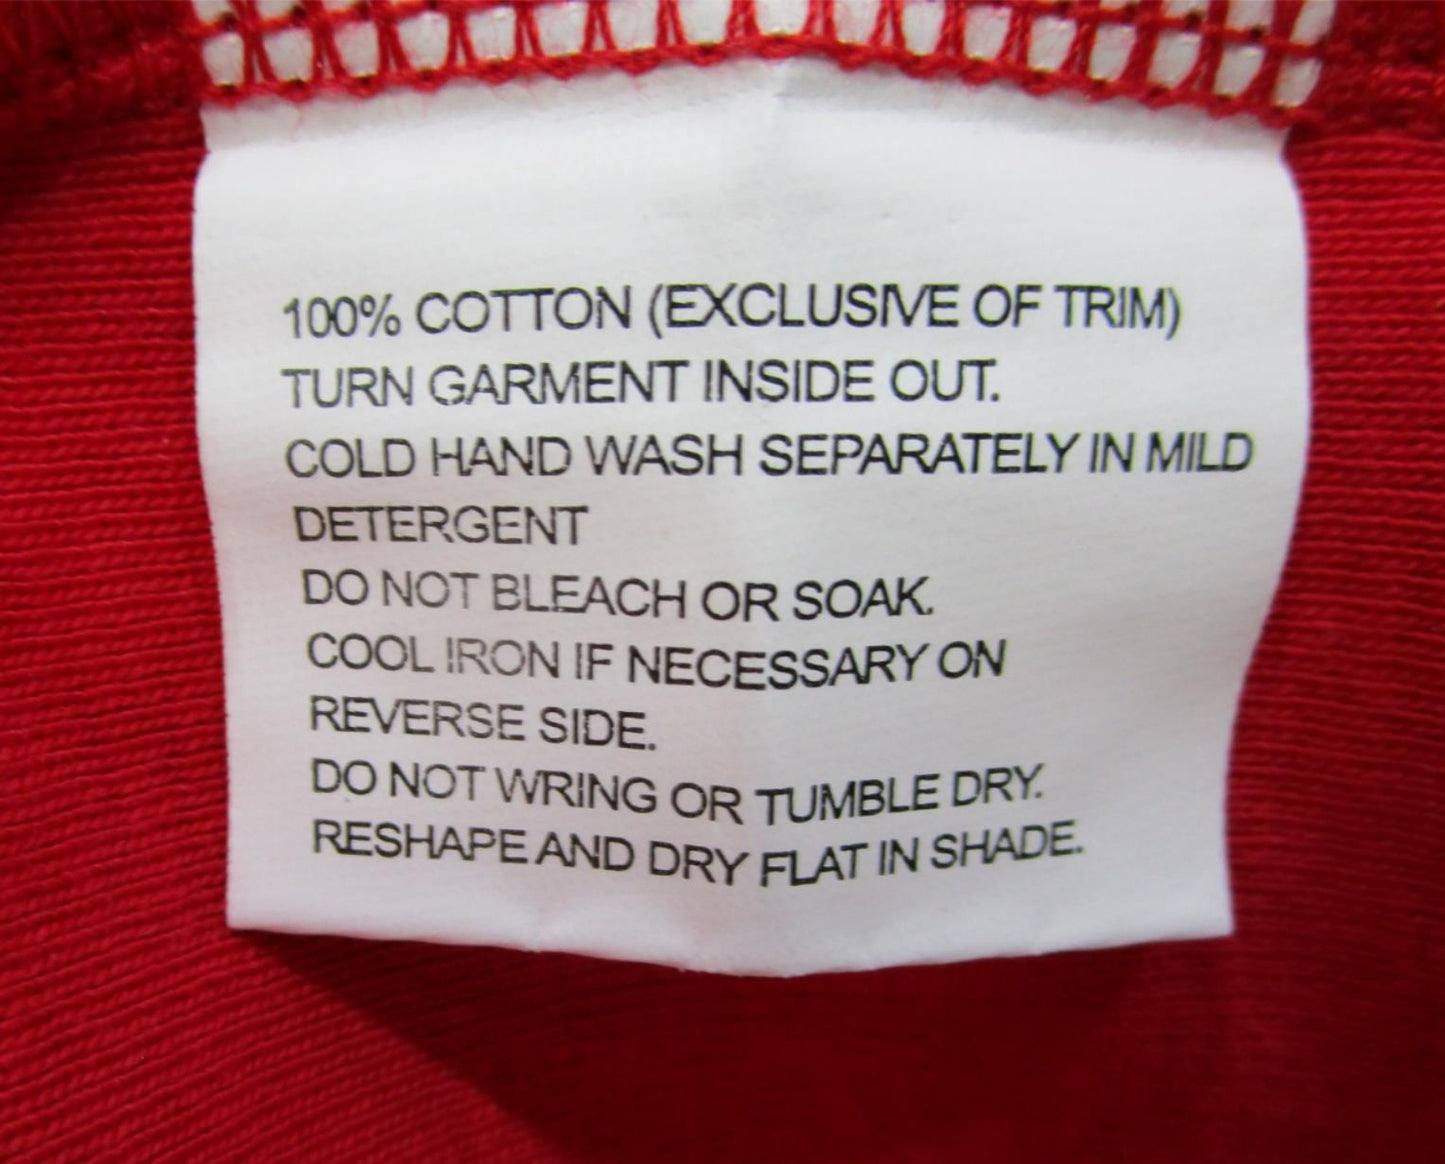 100% COTTON (EXCLUSIVE OF TRIM)
TURN GARMENT INSIDE OUT.
COLD HAND WASH SEPARATELY IN MILD
DETERGENT
DO NOT BLEACH OR SOAK.
COOL IRON IF NECESSARY ON
REVERSE SIDE.
DO NOT WRING OR TUMBLE DRY.
RESHAPE AND DRY FLAT IN SHADE.